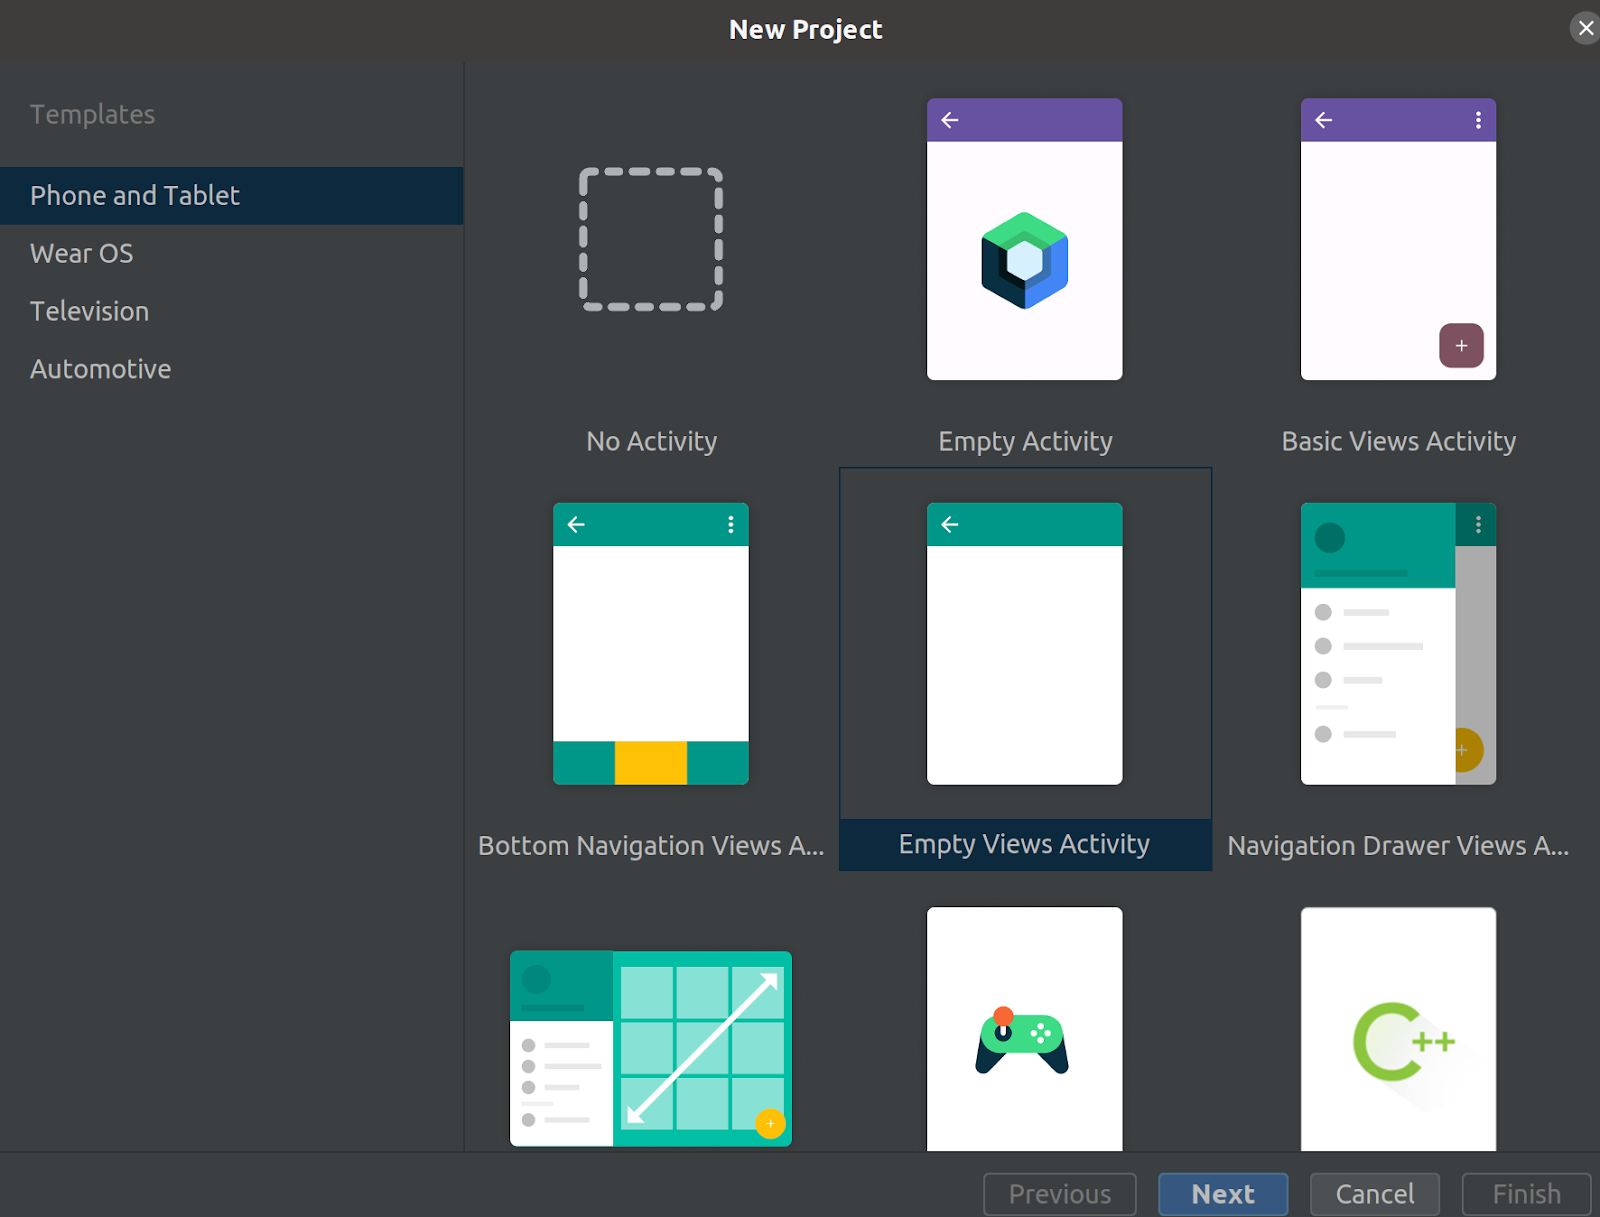 New Project
Templates
Phone and Tablet
Wear OS
Television
Automotive
No Activity
Empty Activity
Basic Views Activity
Bottom Navigation Views A...
Empty Views Activity
Navigation Drawer Views A...
C++
Previous
Next
Cancel
Finish